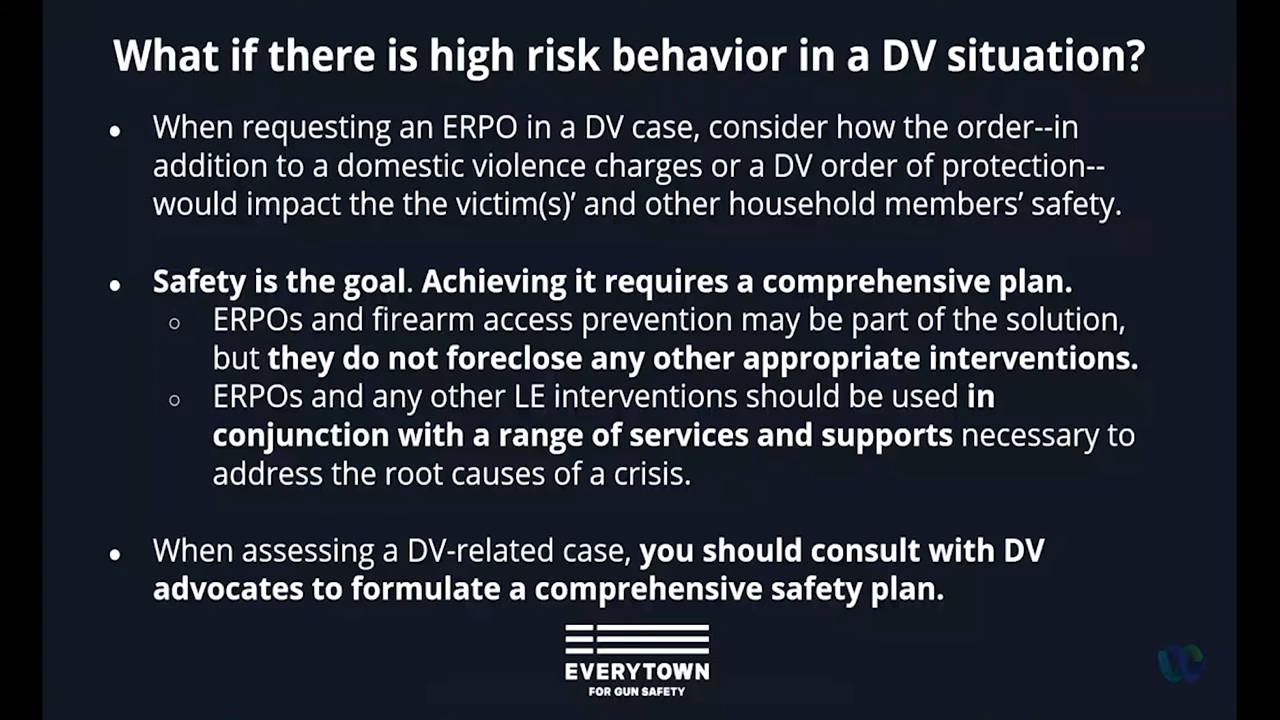 What if there is high risk behavior in a DV situation?
● When requesting an ERPO in a DV case, consider how the order--in
addition to a domestic violence charges or a DV order of protection--
would impact the the victim(s)’ and other household members’ safety.
● Safety is the goal. Achieving it requires a comprehensive plan.
○ ERPOs and firearm access prevention may be part of the solution,
but they do not foreclose any other appropriate interventions.
○ ERPOs and any other LE interventions should be used in
conjunction with a range of services and supports necessary to
address the root causes of a crisis.
● When assessing a DV-related case, you should consult with DV
advocates to formulate a comprehensive safety plan.
EVERYTOWN
FOR GUN SAFETY